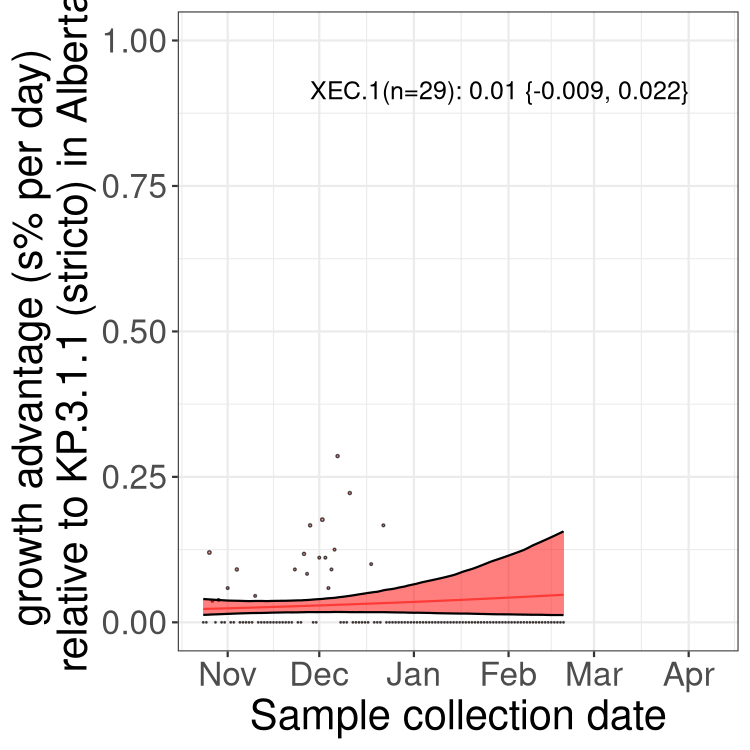 growth advantage (s% per day)
relative to KP.3.1.1 (stricto) in Alberta
1.00
0.75
0.50
0.25
0.00
XEC.1(n=29): 0.01 {-0.009, 0.022}
Nov Dec Jan Feb Mar Apr
Sample collection date